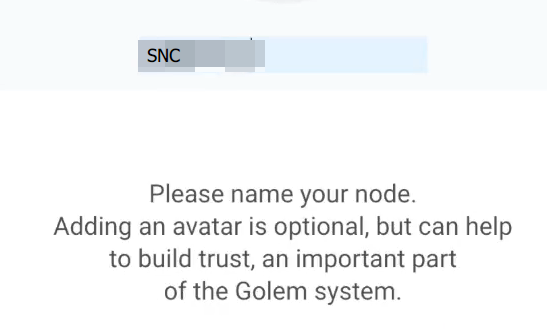 SNC
Please name your node.
Adding an avatar is optional, but can help
to build trust, an important part
of the Golem system.